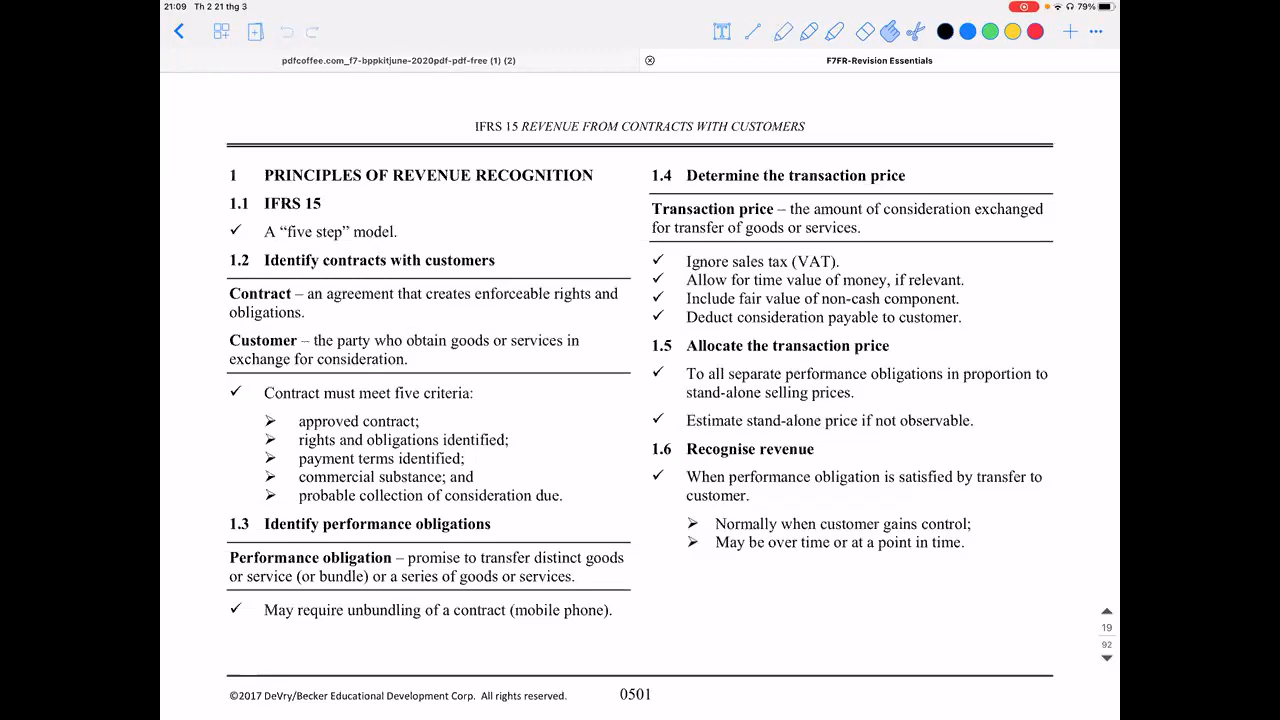 21:09 Th 2 21 thg 3
79%
pdfcoffee.com_f7-bppkitjune-2020pdf-pdf-free (1) (2)
F7FR-Revision Essentials
IFRS 15 REVENUE FROM CONTRACTS WITH CUSTOMERS
1 PRINCIPLES OF REVENUE RECOGNITION
1.1 IFRS 15
✓ A “five step” model.
1.2 Identify contracts with customers
Contract – an agreement that creates enforceable rights and
obligations.
Customer – the party who obtain goods or services in
exchange for consideration.
✓ Contract must meet five criteria:
➢ approved contract;
➢ rights and obligations identified;
➢ payment terms identified;
➢ commercial substance; and
➢ probable collection of consideration due.
1.3 Identify performance obligations
Performance obligation – promise to transfer distinct goods
or service (or bundle) or a series of goods or services.
✓ May require unbundling of a contract (mobile phone).
1.4 Determine the transaction price
Transaction price – the amount of consideration exchanged
for transfer of goods or services.
✓ Ignore sales tax (VAT).
✓ Allow for time value of money, if relevant.
✓ Include fair value of non-cash component.
✓ Deduct consideration payable to customer.
1.5 Allocate the transaction price
✓ To all separate performance obligations in proportion to
stand-alone selling prices.
✓ Estimate stand-alone price if not observable.
1.6 Recognise revenue
✓ When performance obligation is satisfied by transfer to
customer.
➢ Normally when customer gains control;
➢ May be over time or at a point in time.
19
92
©2017 DeVry/Becker Educational Development Corp. All rights reserved.
0501